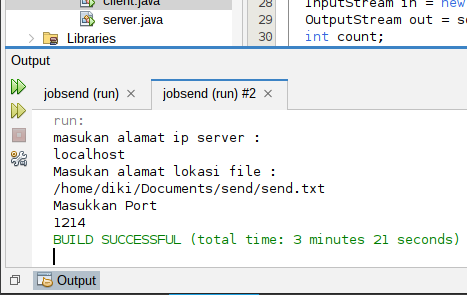 client.java
server.java
Libraries
28
29
30
InputStream in = new
OutputStream out = s
int count;
Output
jobsend (run) ×
jobsend (run) #2 ×
run:
masukan alamat ip server :
localhost
Masukan alamat lokasi file :
/home/diki/Documents/send/send.txt
Masukkan Port
1214
BUILD SUCCESSFUL (total time: 3 minutes 21 seconds)
Output